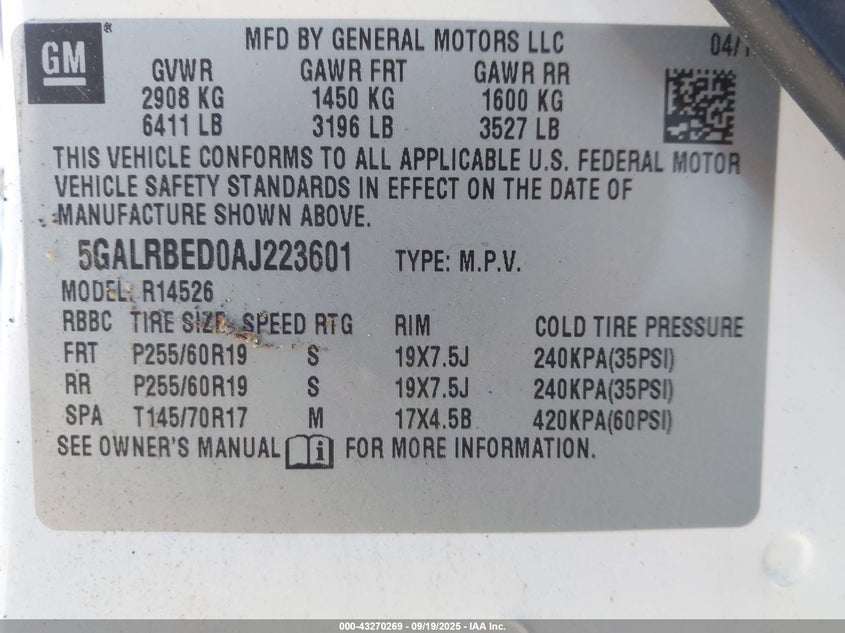 GM
MFD BY GENERAL MOTORS LLC 04/1
GVWR GAWR FRT GAWR RR
2908 KG 1450 KG 1600 KG
6411 LB 3196 LB 3527 LB
THIS VEHICLE CONFORMS TO ALL APPLICABLE U.S. FEDERAL MOTOR
VEHICLE SAFETY STANDARDS IN EFFECT ON THE DATE OF
MANUFACTURE SHOWN ABOVE.
5GALRBED0AJ223601 TYPE: M.P.V.
MODEL: R14526
RBBC TIRE SIZE SPEED RTG RIM COLD TIRE PRESSURE
FRT P255/60R19 S 19X7.5J 240KPA(35PSI)
RR P255/60R19 S 19X7.5J 240KPA(35PSI)
SPA T145/70R17 M 17X4.5B 420KPA(60PSI)
SEE OWNER'S MANUAL i FOR MORE INFORMATION.
000-43270269 - 09/19/2025 - IAA Inc.